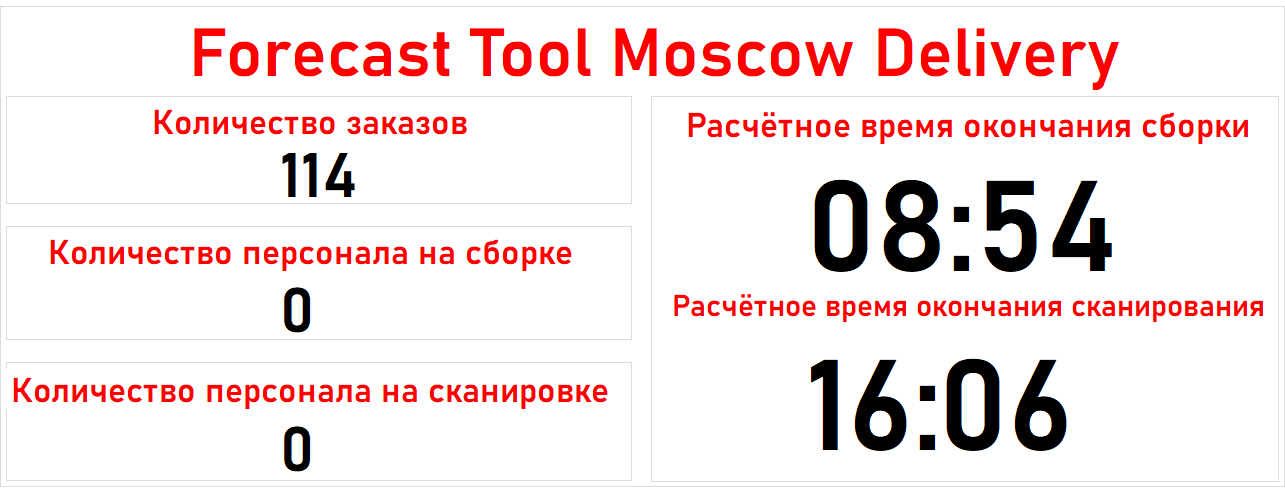 Forecast Tool Moscow Delivery
Количество заказов
114
Количество персонала на сборке
0
Количество персонала на сканировке
0
Расчётное время окончания сборки
08:54
Расчётное время окончания сканирования
16:06